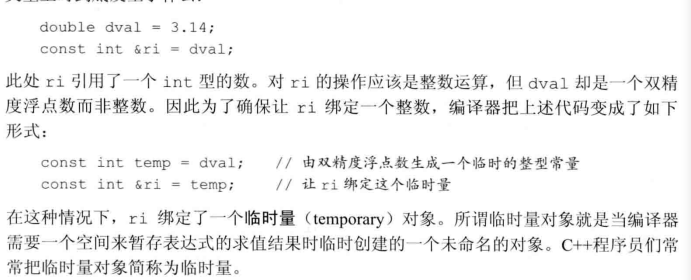 double dval = 3.14;
const int &ri = dval;
此处 ri 引用了一个 int 型的数。对 ri 的操作应该是整数运算，但 dval 却是一个双精
度浮点数而非整数。因此为了确保让 ri 绑定一个整数，编译器把上述代码变成了如下
形式：
const int temp = dval; // 由双精度浮点数生成一个临时的整型常量
const int &ri = temp; // 让 ri 绑定这个临时量
在这种情况下，ri 绑定了一个临时量（temporary）对象。所谓临时量对象就是当编译器
需要一个空间来暂存表达式的求值结果时临时创建的一个未命名的对象。C++程序员们常
常把临时量对象简称为临时量。